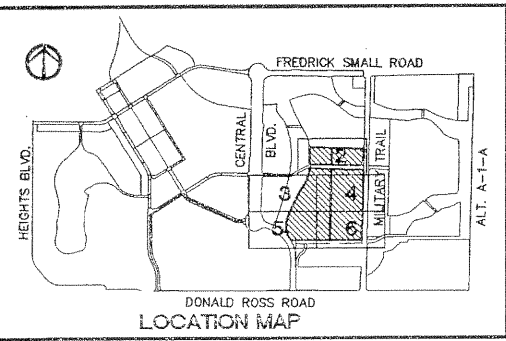 FREDRICK SMALL ROAD
CENTRAL
BLVD.
MILITARY TRAIL
HEIGHTS BLVD.
ALT. A-1-A
2
3
4
5
6
DONALD ROSS ROAD
LOCATION MAP